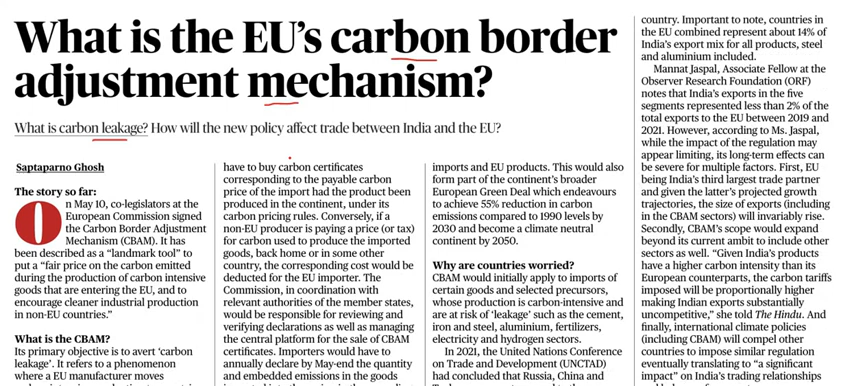 What is the EU's carbon border
adjustment mechanism?
What is carbon leakage? How will the new policy affect trade between India and the EU?
Saptaparno Ghosh
The story so far:
On May 10, co-legislators at the
European Commission signed
the Carbon Border Adjustment
Mechanism (CBAM). It has
been described as a "landmark tool" to
put a "fair price on the carbon emitted
during the production of carbon intensive
goods that are entering the EU, and to
encourage cleaner industrial production
in non-EU countries."
What is the CBAM?
Its primary objective is to avert 'carbon
leakage'. It refers to a phenomenon
where a EU manufacturer moves
have to buy carbon certificates
corresponding to the payable carbon
price of the import had the product been
produced in the continent, under its
carbon pricing rules. Conversely, if a
non-EU producer is paying a price (or tax)
for carbon used to produce the imported
goods, back home or in some other
country, the corresponding cost would be
deducted for the EU importer. The
Commission, in coordination with
relevant authorities of the member states,
would be responsible for reviewing and
verifying declarations as well as managing
the central platform for the sale of CBAM
certificates. Importers would have to
annually declare by May-end the quantity
and embedded emissions in the goods
imports and EU products. This would also
form part of the continent's broader
European Green Deal which endeavours
to achieve 55% reduction in carbon
emissions compared to 1990 levels by
2030 and become a climate neutral
continent by 2050.
Why are countries worried?
CBAM would initially apply to imports of
certain goods and selected precursors,
whose production is carbon-intensive and
are at risk of 'leakage' such as the cement,
iron and steel, aluminium, fertilizers,
electricity and hydrogen sectors.
In 2021, the United Nations Conference
on Trade and Development (UNCTAD)
had concluded that Russia, China and
country. Important to note, countries in
the EU combined represent about 14% of
India's export mix for all products, steel
and aluminium included.
Mannat Jaspal, Associate Fellow at the
Observer Research Foundation (ORF)
notes that India's exports in the five
segments represented less than 2% of the
total exports to the EU between 2019 and
2021. However, according to Ms. Jaspal,
while the impact of the regulation may
appear limiting, its long-term effects can
be severe for multiple factors. First, EU
being India's third largest trade partner
and given the latter's projected growth
trajectories, the size of exports (including
in the CBAM sectors) will invariably rise.
Secondly, CBAM's scope would expand
beyond its current ambit to include other
sectors as well. "Given India's products
have a higher carbon intensity than its
European counterparts, the carbon tariffs
imposed will be proportionally higher
making Indian exports substantially
uncompetitive," she told The Hindu. And
finally, international climate policies
(including CBAM) will compel other
countries to impose similar regulation
eventually translating to "a significant
impact" on India's trading relationships